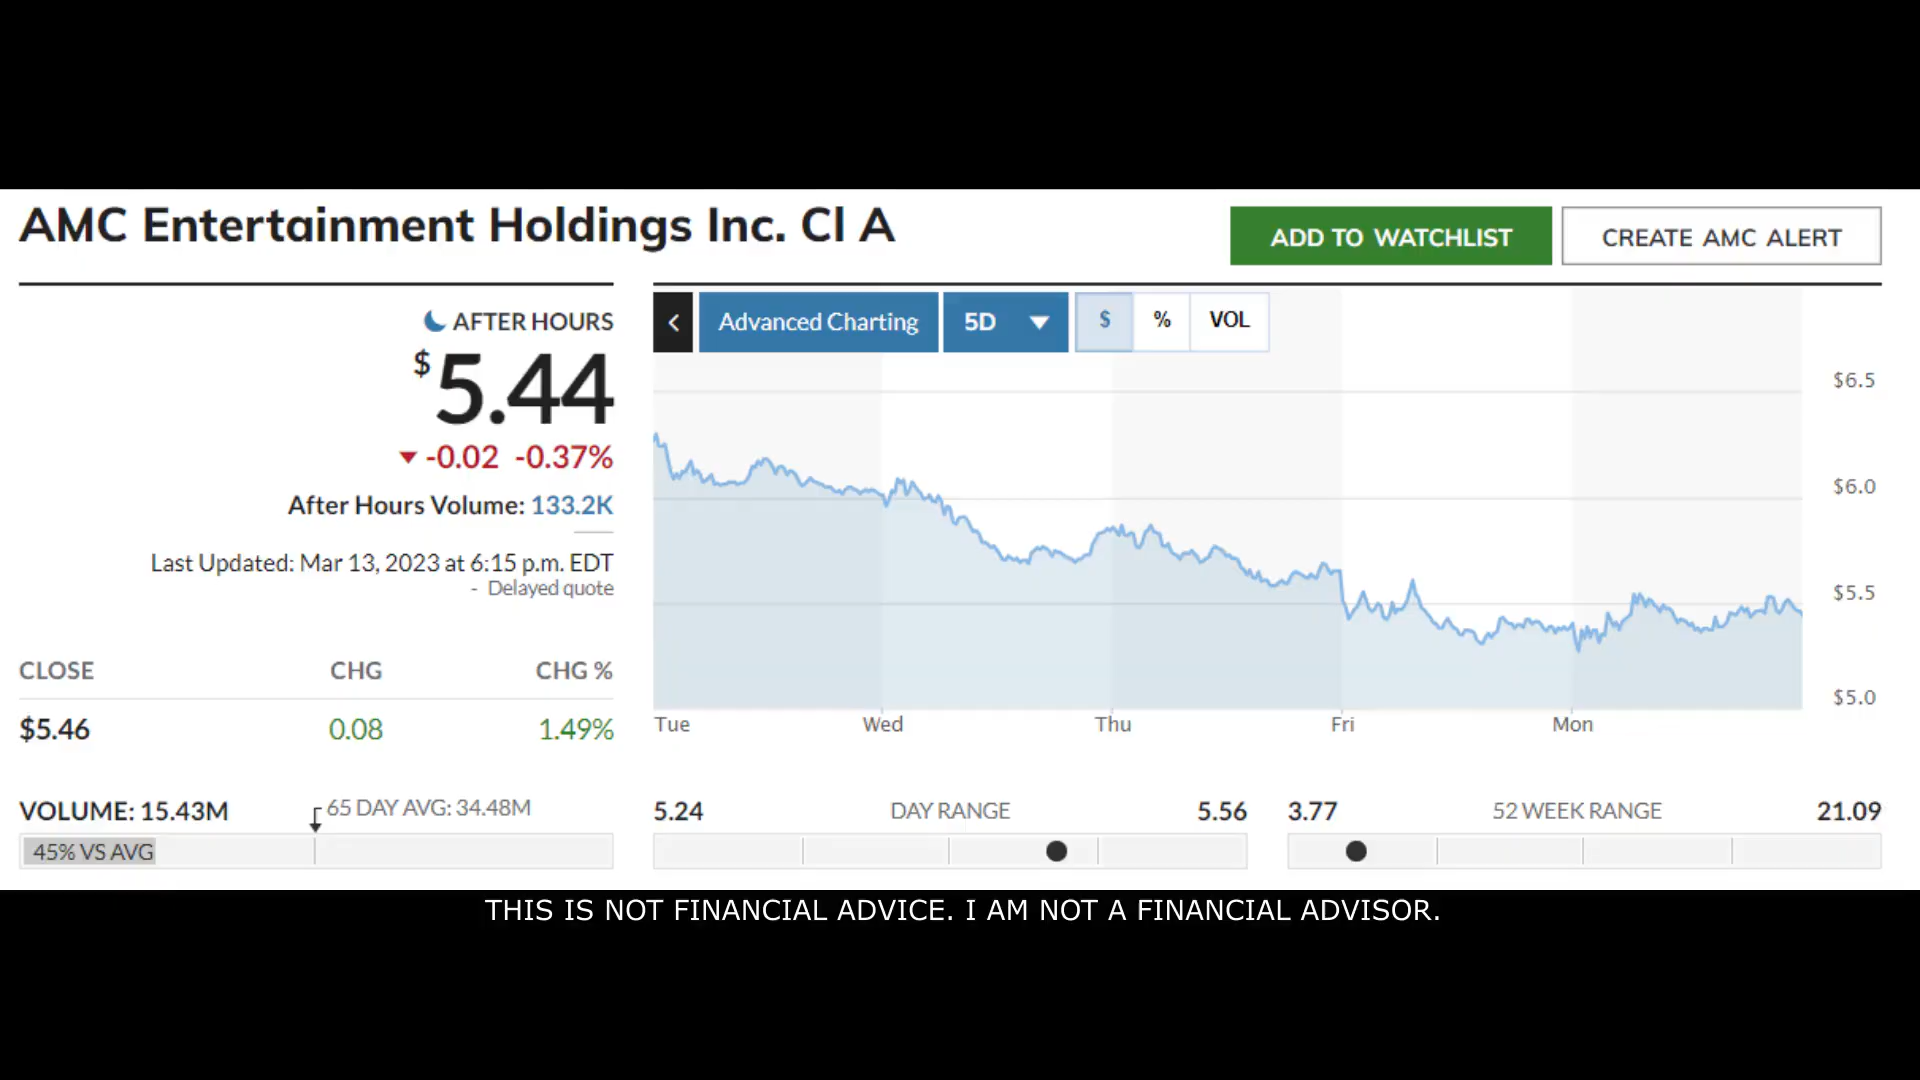 AMC Entertainment Holdings Inc. Cl A
ADD TO WATCHLIST
CREATE AMC ALERT
AFTER HOURS
$5.44
-0.02 -0.37%
After Hours Volume: 133.2K
Last Updated: Mar 13, 2023 at 6:15 p.m. EDT
- Delayed quote
CLOSE CHG CHG %
$5.46 0.08 1.49%
VOLUME: 15.43M
65 DAY AVG: 34.48M
45% VS AVG
Advanced Charting
5D
$
%
VOL
$6.5
$6.0
$5.5
$5.0
Tue Wed Thu Fri Mon
5.24 DAY RANGE 5.56
3.77 52 WEEK RANGE 21.09
THIS IS NOT FINANCIAL ADVICE. I AM NOT A FINANCIAL ADVISOR.